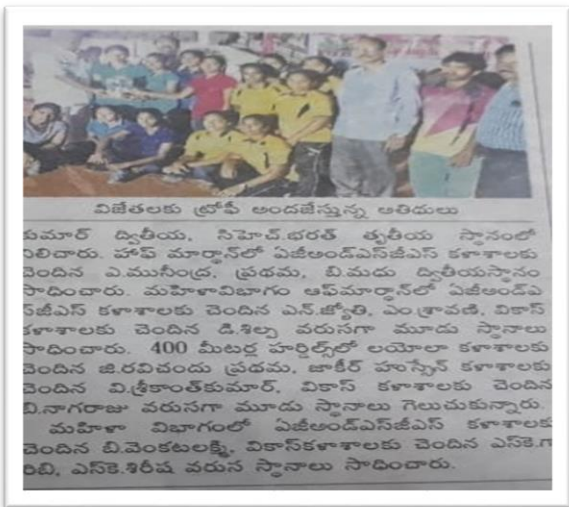 విజేతలకు ట్రోఫీ అందజేస్తున్న అతిథులు
కుమార్ ద్వితీయ, సిహెచ్.భరత్ తృతీయ స్థానంలో
నిలిచారు. హాఫ్ మార్థాన్‌లో ఏజీఅండ్ఎస్‌జీఎస్ కళాశాలకు
చెందిన ఎ.మునీంద్ర, ప్రథమ, బి.మధు ద్వితీయస్థానం
సాధించారు. మహిళావిభాగం ఆఫ్‌మార్థాన్‌లో ఏజీఅండ్ఎ
స్‌జీఎస్ కళాశాలకు చెందిన ఎన్.జ్యోతి, ఎం.శ్రావణి, వికాస్
కళాశాలకు చెందిన డి.శిల్ప వరుసగా మూడు స్థానాలు
సాధించారు. 400 మీటర్ల హర్డిల్స్‌లో లయోలా కళాశాలకు
చెందిన జి.రవిచందు ప్రథమ, జాకీర్ హుస్సేన్ కళాశాలకు
చెందిన వి.శ్రీకాంత్‌కుమార్, వికాస్ కళాశాలకు చెందిన
బి.నాగరాజు వరుసగా మూడు స్థానాలు గెలుచుకున్నారు.
మహిళా విభాగంలో ఏజీఅండ్ఎస్‌జీఎస్ కళాశాలకు
చెందిన బి.వెంకటలక్ష్మి, వికాస్‌కళాశాలకు చెందిన ఎస్‌కె.గా
రిబి, ఎస్‌కె.శిరీష వరుస స్థానాలు సాధించారు.